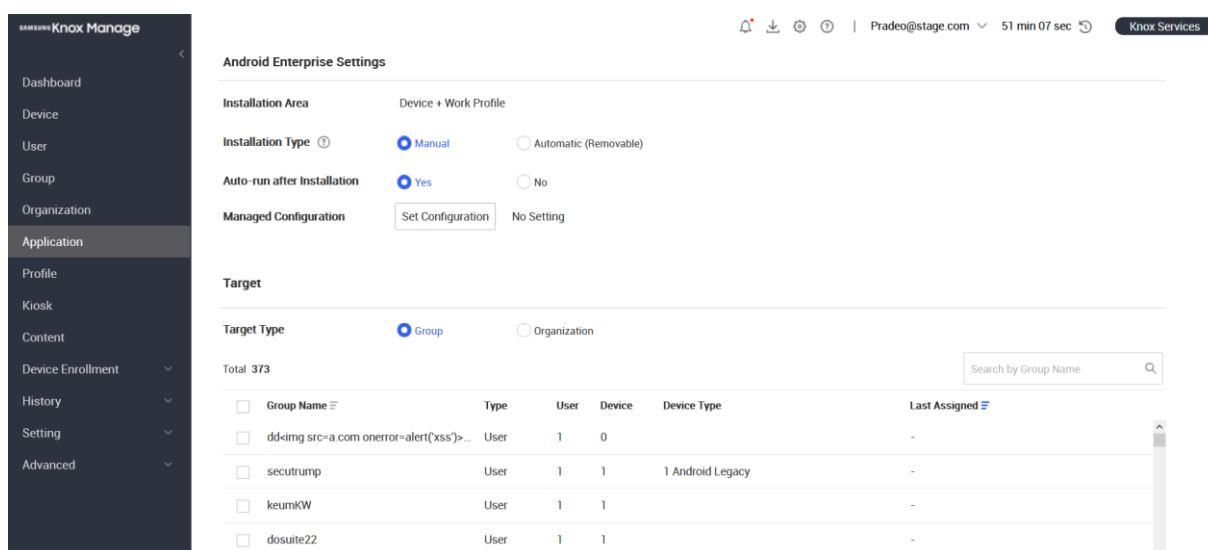 SAMSUNG Knox Manage
Pradeo@stage.com 51 min 07 sec Knox Services
Dashboard
Device
User
Group
Organization
Application
Profile
Kiosk
Content
Device Enrollment
History
Setting
Advanced
Android Enterprise Settings
Installation Area Device + Work Profile
Installation Type Manual Automatic (Removable)
Auto-run after Installation Yes No
Managed Configuration Set Configuration No Setting
Target
Target Type Group Organization
Total 373 Search by Group Name
Group Name Type User Device Device Type Last Assigned
dd<img src=a.com onerror=alert('xss')>... User 1 0 -
secutrump User 1 1 1 Android Legacy -
keumKW User 1 1 -
dosuite22 User 1 1 -